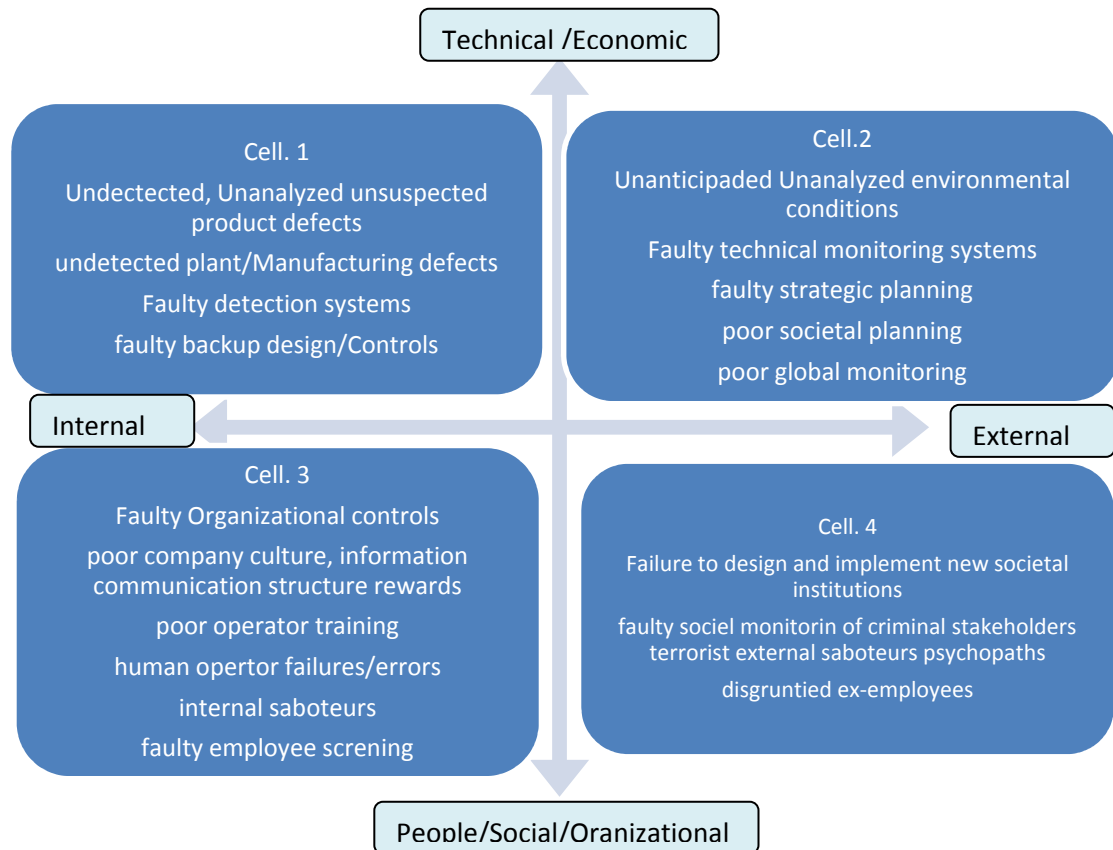 Technical /Economic
Cell. 1
Undectected, Unanalyzed unsuspected
product defects
undetected plant/Manufacturing defects
Faulty detection systems
faulty backup design/Controls
Cell.2
Unanticipaded Unanalyzed environmental
conditions
Faulty technical monitoring systems
faulty strategic planning
poor societal planning
poor global monitoring
Internal
External
Cell. 3
Faulty Organizational controls
poor company culture, information
communication structure rewards
poor operator training
human opertor failures/errors
internal saboteurs
faulty employee screning
Cell. 4
Failure to design and implement new societal
institutions
faulty sociel monitorin of criminal stakeholders
terrorist external saboteurs psychopaths
disgruntied ex-employees
People/Social/Oranizational